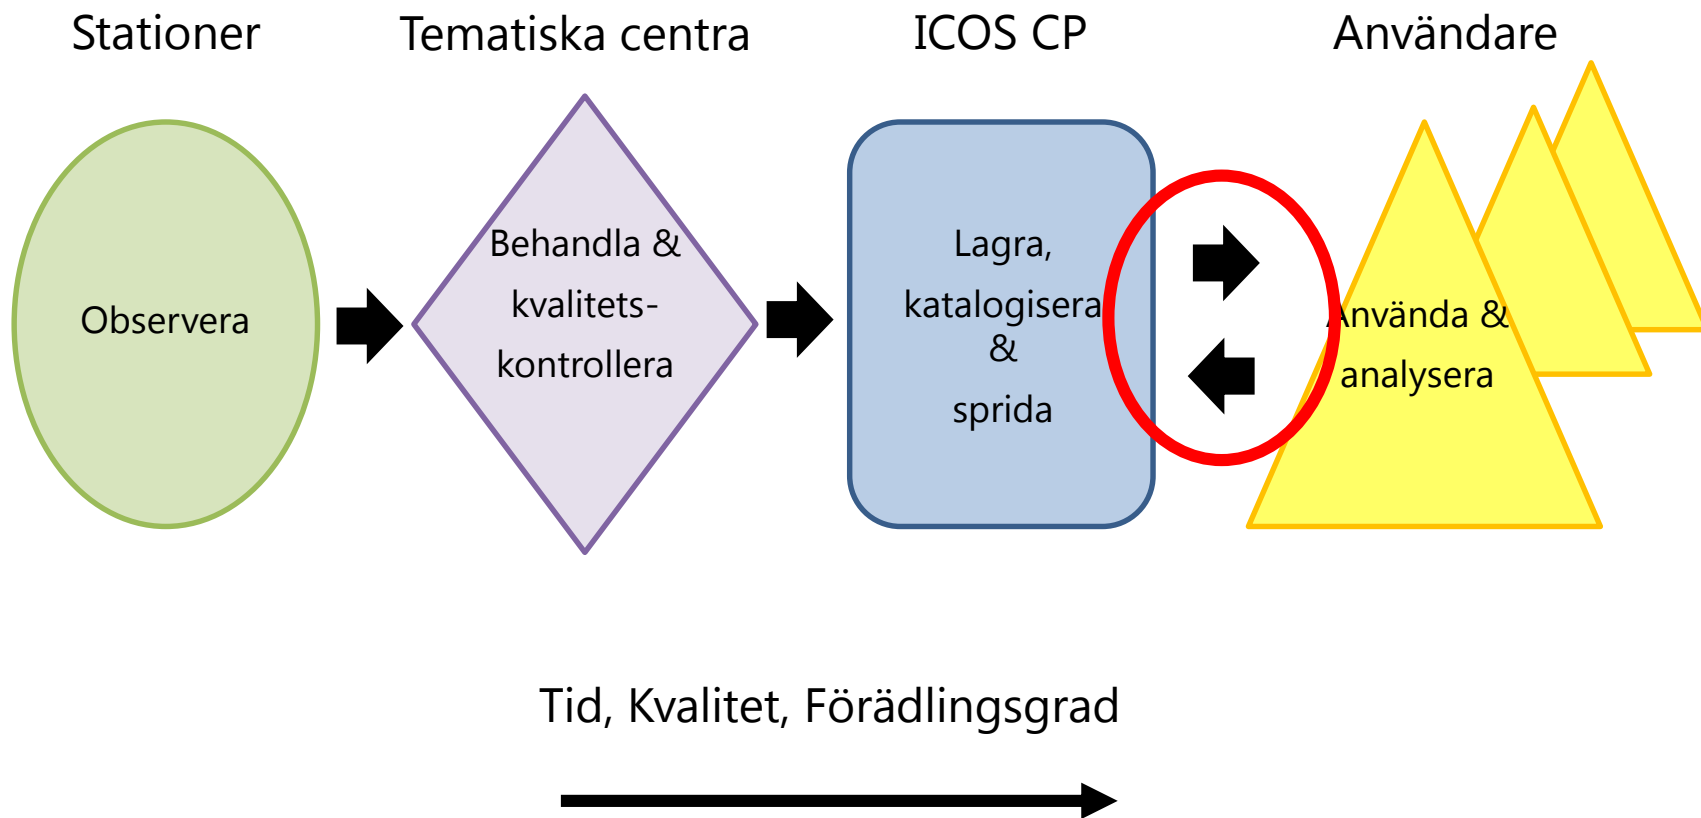 Stationer
Tematiska centra
ICOS CP
Användare
Observera
Behandla &
kvalitets-
kontrollera
Lagra,
katalogisera
&
sprida
Använda &
analysera
Tid, Kvalitet, Förädlingsgrad